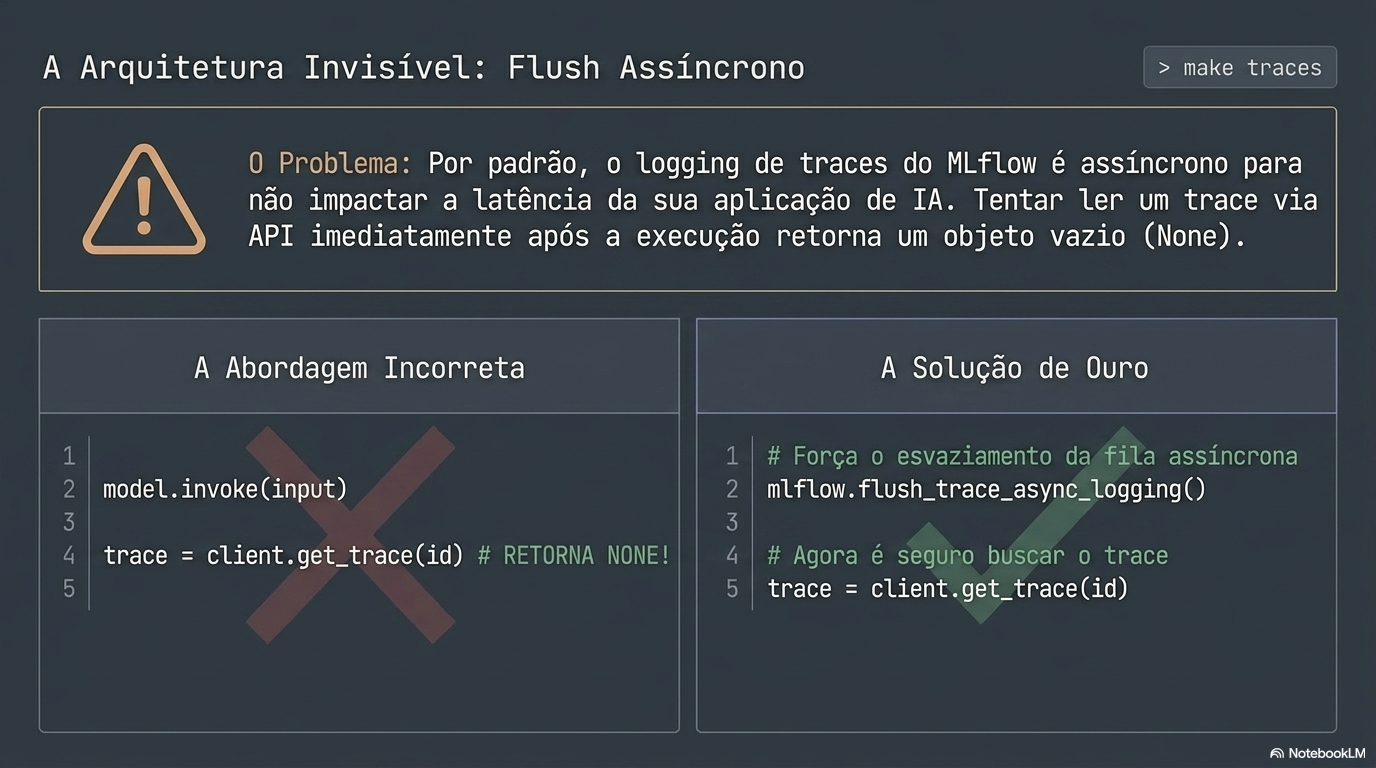 A Arquitetura Invisível: Flush Assíncrono
> make traces
O Problema: Por padrão, o logging de traces do MLflow é assíncrono para
não impactar a latência da sua aplicação de IA. Tentar ler um trace via
API imediatamente após a execução retorna um objeto vazio (None).
A Abordagem Incorreta
1
2 model.invoke(input)
3
4 trace = client.get_trace(id) # RETORNA NONE!
5
A Solução de Ouro
1 # Força o esvaziamento da fila assíncrona
2 mlflow.flush_trace_async_logging()
3
4 # Agora é seguro buscar o trace
5 trace = client.get_trace(id)
NotebookLM